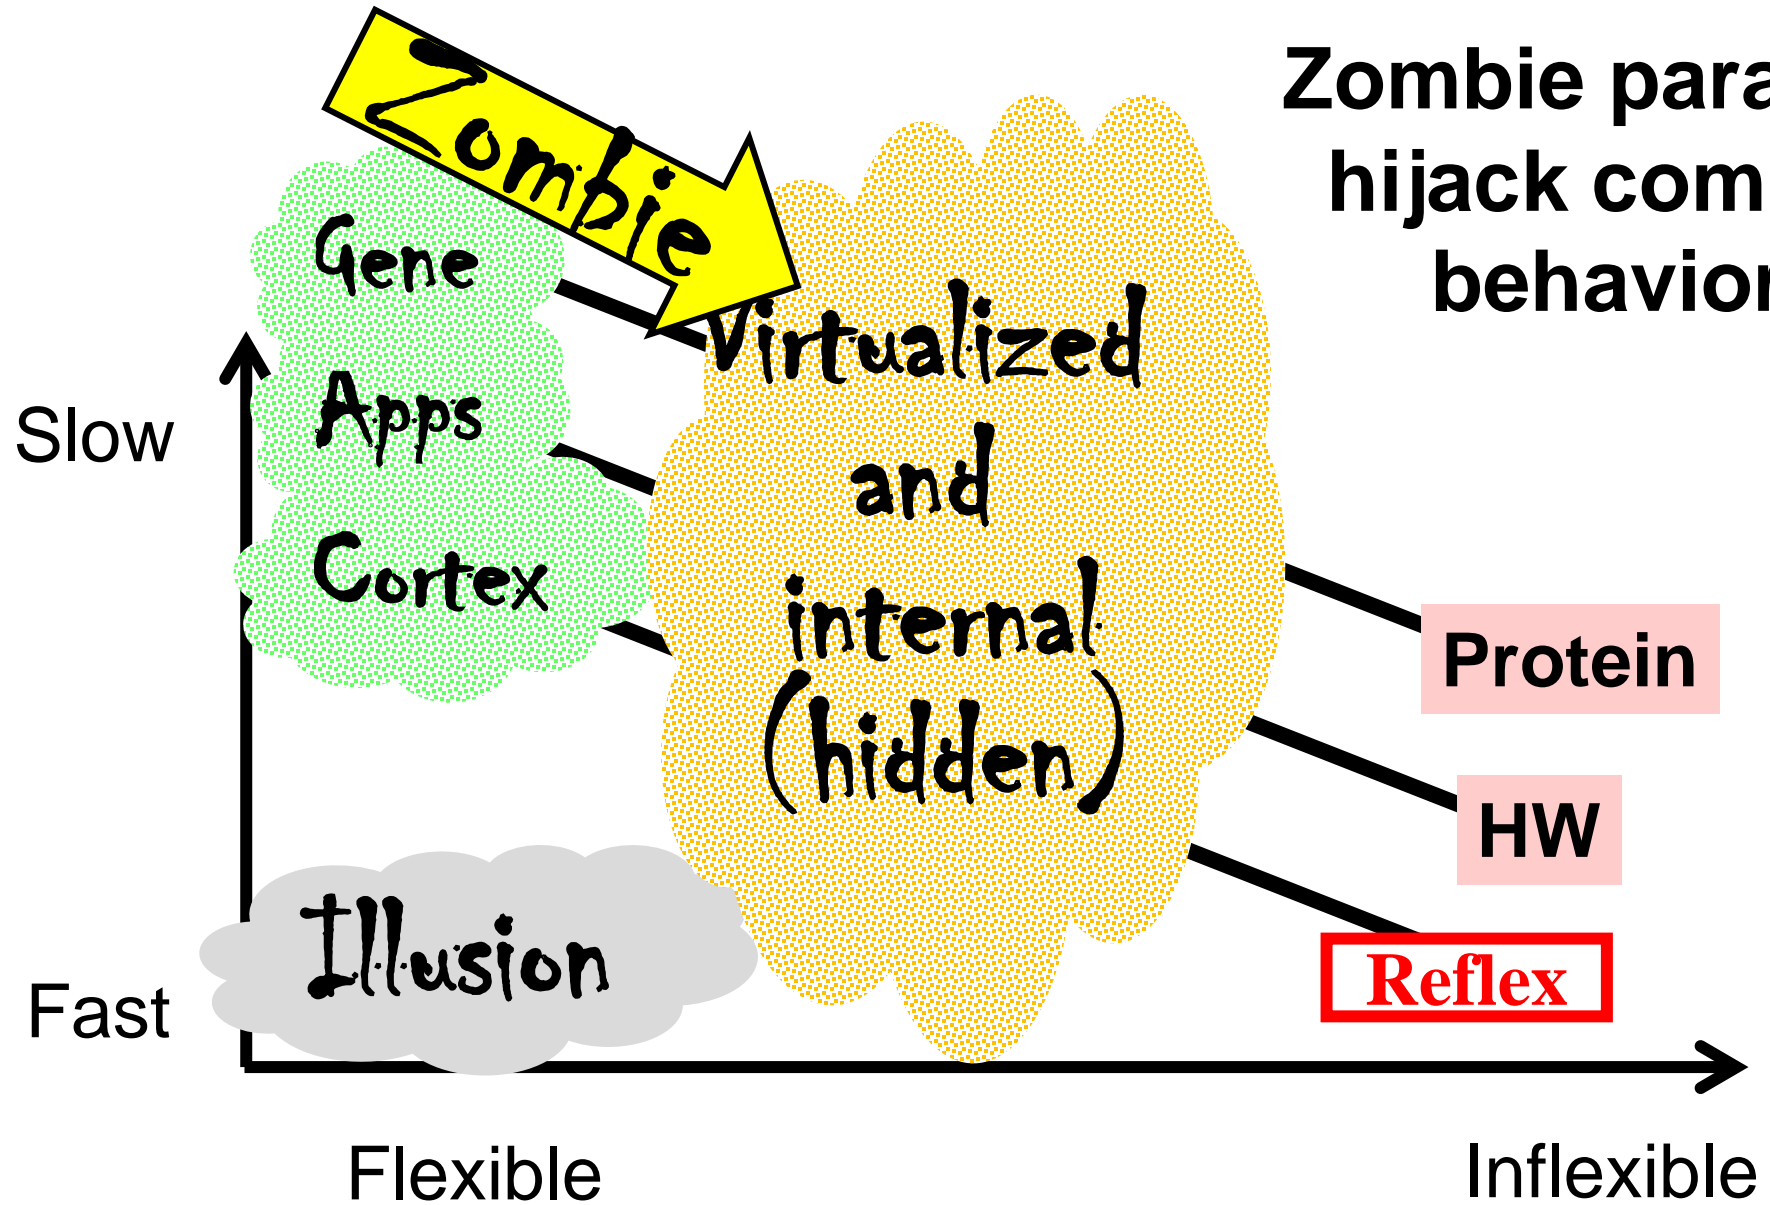 Zombie
Zombie para
hijack com
behavior
Gene
Apps
Cortex
Virtualized
and
internal
(hidden)
Slow
Protein
HW
Reflex
Illusion
Fast
Flexible
Inflexible